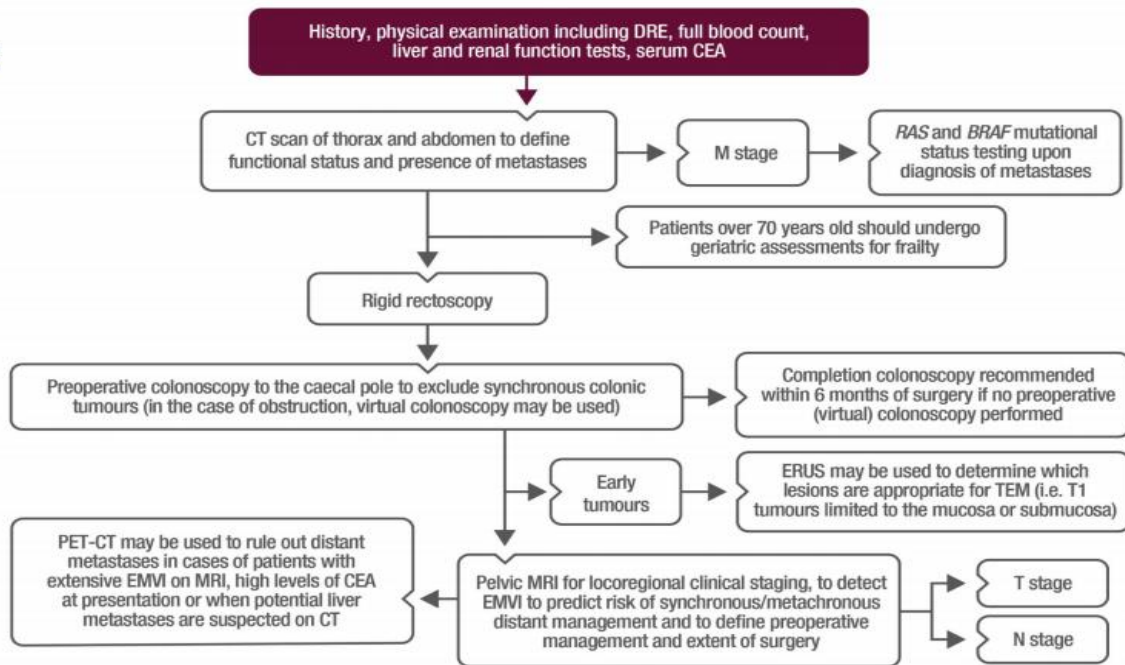 History, physical examination including DRE, full blood count,
liver and renal function tests, serum CEA
CT scan of thorax and abdomen to define
functional status and presence of metastases
M stage
RAS and BRAF mutational
status testing upon
diagnosis of metastases
Patients over 70 years old should undergo
geriatric assessments for frailty
Rigid rectoscopy
Preoperative colonoscopy to the caecal pole to exclude synchronous colonic
tumours (in the case of obstruction, virtual colonoscopy may be used)
Completion colonoscopy recommended
within 6 months of surgery if no preoperative
(virtual) colonoscopy performed
Early
tumours
ERUS may be used to determine which
lesions are appropriate for TEM (i.e. T1
tumours limited to the mucosa or submucosa)
PET-CT may be used to rule out distant
metastases in cases of patients with
extensive EMVI on MRI, high levels of CEA
at presentation or when potential liver
metastases are suspected on CT
Pelvic MRI for locoregional clinical staging, to detect
EMVI to predict risk of synchronous/metachronous
distant management and to define preoperative
management and extent of surgery
T stage
N stage